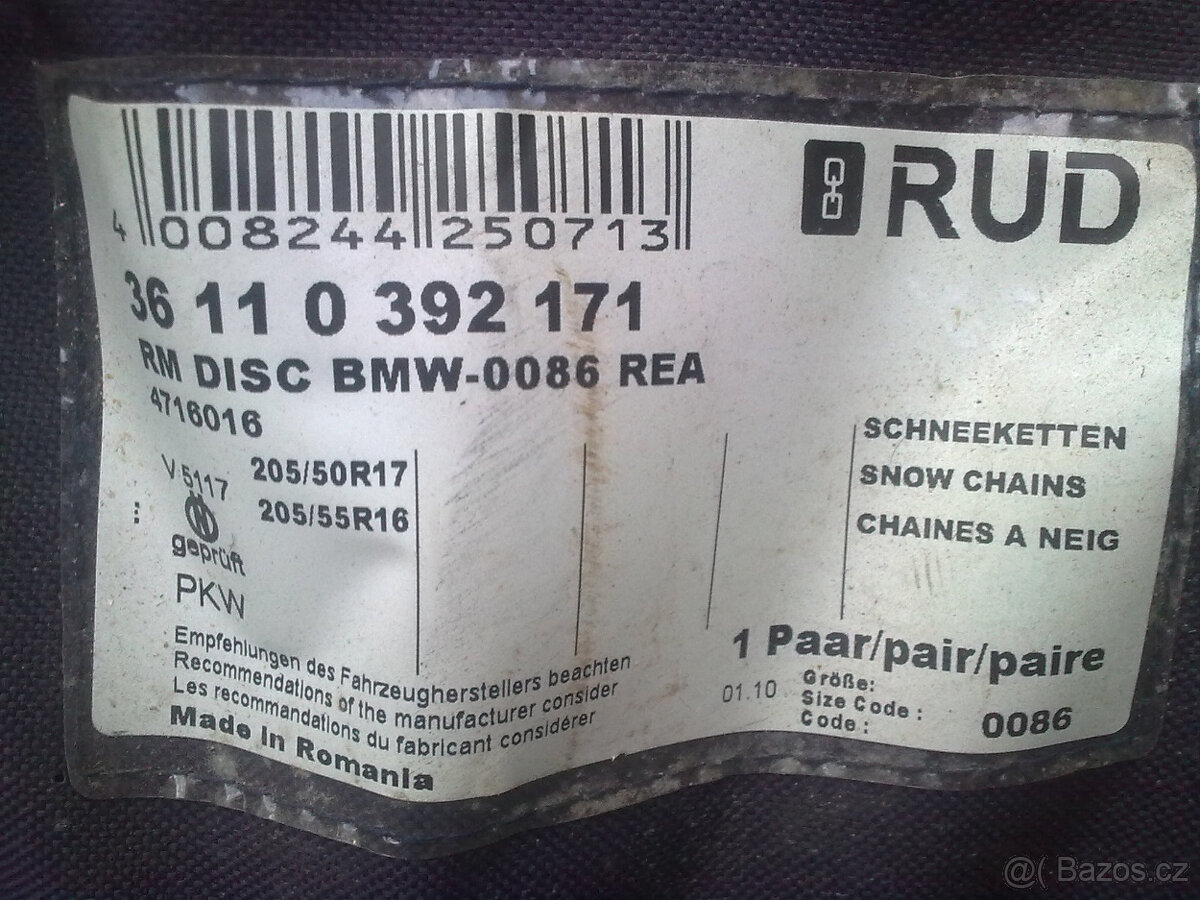 4 008244 250713
RUD
36 11 0 392 171
RM DISC BMW-0086 REA
4716016
V 5117
205/50R17
205/55R16
geprüft
PKW
SCHNEEKETTEN
SNOW CHAINS
CHAINES A NEIG
Empfehlungen des Fahrzeugherstellers beachten
Recommendations of the manufacturer consider
Les recommandations du fabricant considérer
Made in Romania
1 Paar/pair/paire
01.10
Größe:
Size Code :
Code :
0086
@( Bazos.cz